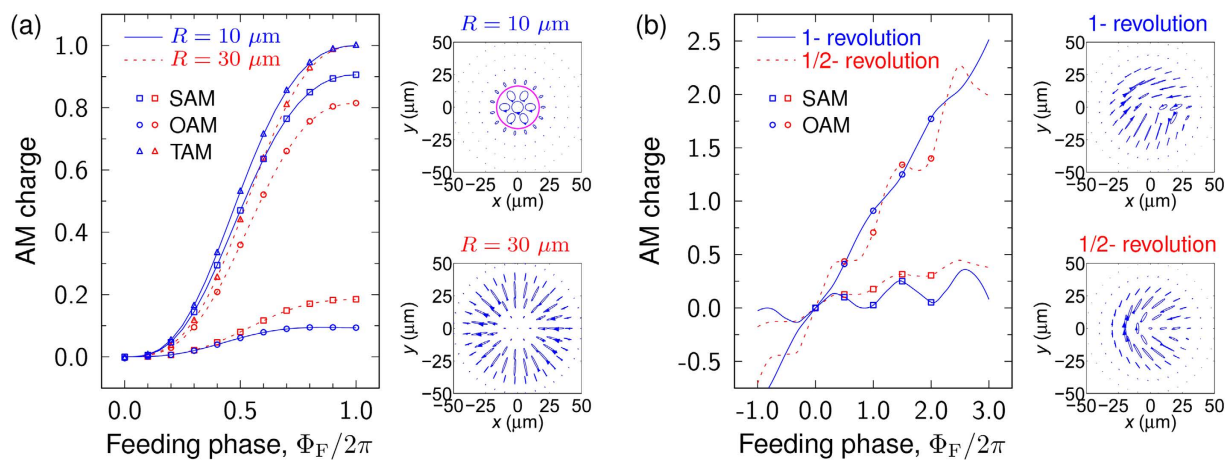 (a)
R = 10 μm
R = 30 μm
SAM
OAM
TAM
AM charge
1.0
0.8
0.6
0.4
0.2
0.0
0.0 0.5 1.0
Feeding phase, Φ_F/2π
R = 10 μm
y (μm)
50
25
0
−25
−50
−50 −25 0 25 50
x (μm)
R = 30 μm
y (μm)
50
25
0
−25
−50
−50 −25 0 25 50
x (μm)
(b)
1- revolution
1/2- revolution
SAM
OAM
AM charge
2.5
2.0
1.5
1.0
0.5
0.0
-0.5
-1.0 0.0 1.0 2.0 3.0
Feeding phase, Φ_F/2π
1- revolution
y (μm)
50
25
0
−25
−50
−50 −25 0 25 50
x (μm)
1/2- revolution
y (μm)
50
25
0
−25
−50
−50 −25 0 25 50
x (μm)